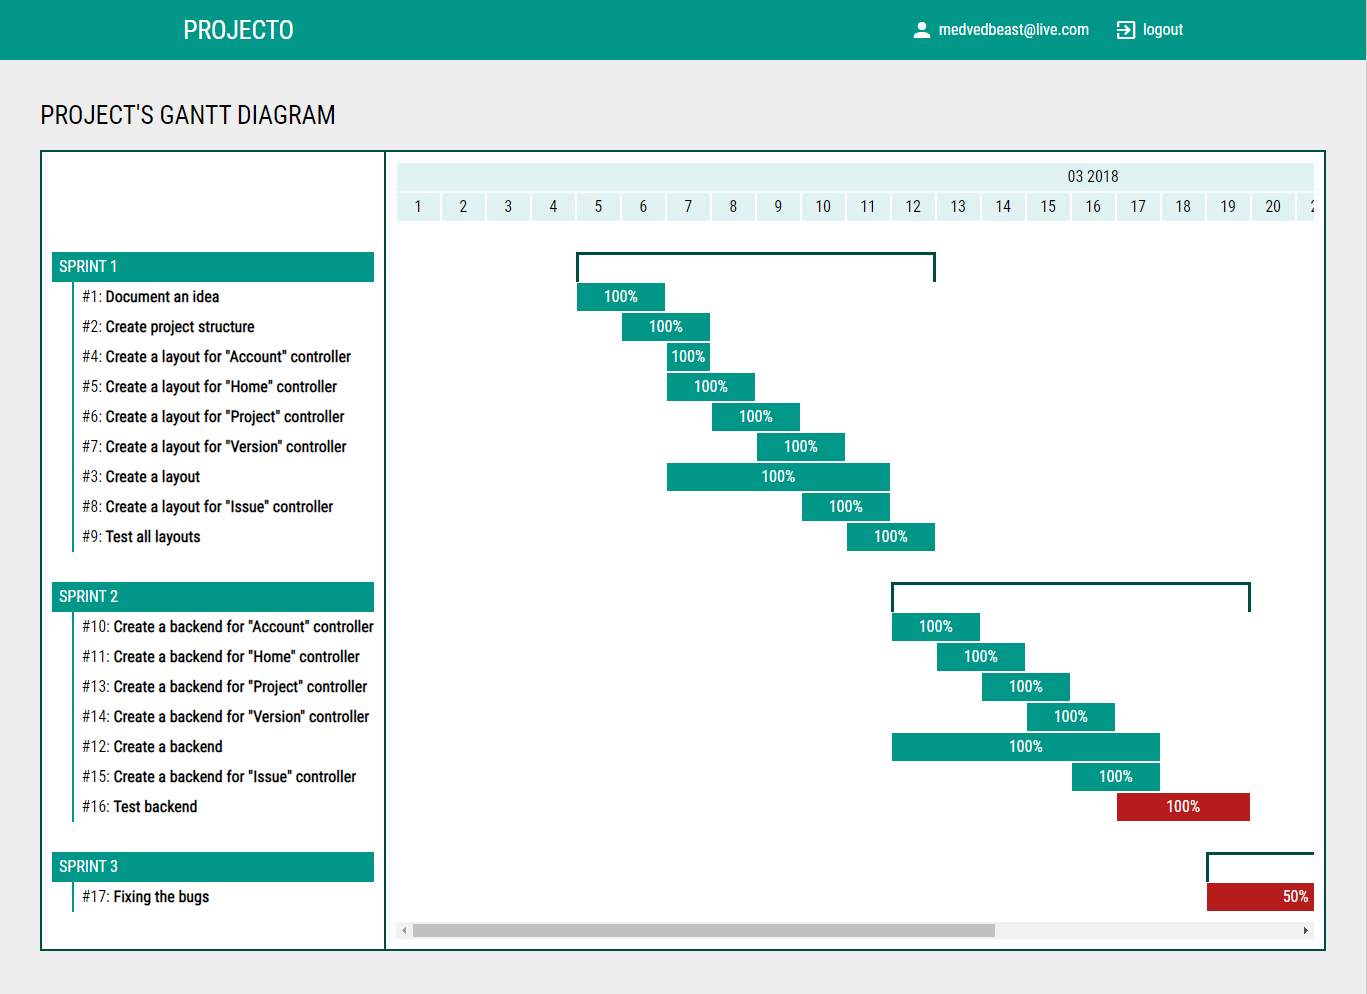 PROJECTO
medvedbeast@live.com
logout
PROJECT'S GANTT DIAGRAM
03 2018
1 2 3 4 5 6 7 8 9 10 11 12 13 14 15 16 17 18 19 20
SPRINT 1
#1: Document an idea 100%
#2: Create project structure 100%
#4: Create a layout for "Account" controller 100%
#5: Create a layout for "Home" controller 100%
#6: Create a layout for "Project" controller 100%
#7: Create a layout for "Version" controller 100%
#3: Create a layout 100%
#8: Create a layout for "Issue" controller 100%
#9: Test all layouts 100%
SPRINT 2
#10: Create a backend for "Account" controller 100%
#11: Create a backend for "Home" controller 100%
#13: Create a backend for "Project" controller 100%
#14: Create a backend for "Version" controller 100%
#12: Create a backend 100%
#15: Create a backend for "Issue" controller 100%
#16: Test backend 100%
SPRINT 3
#17: Fixing the bugs 50%